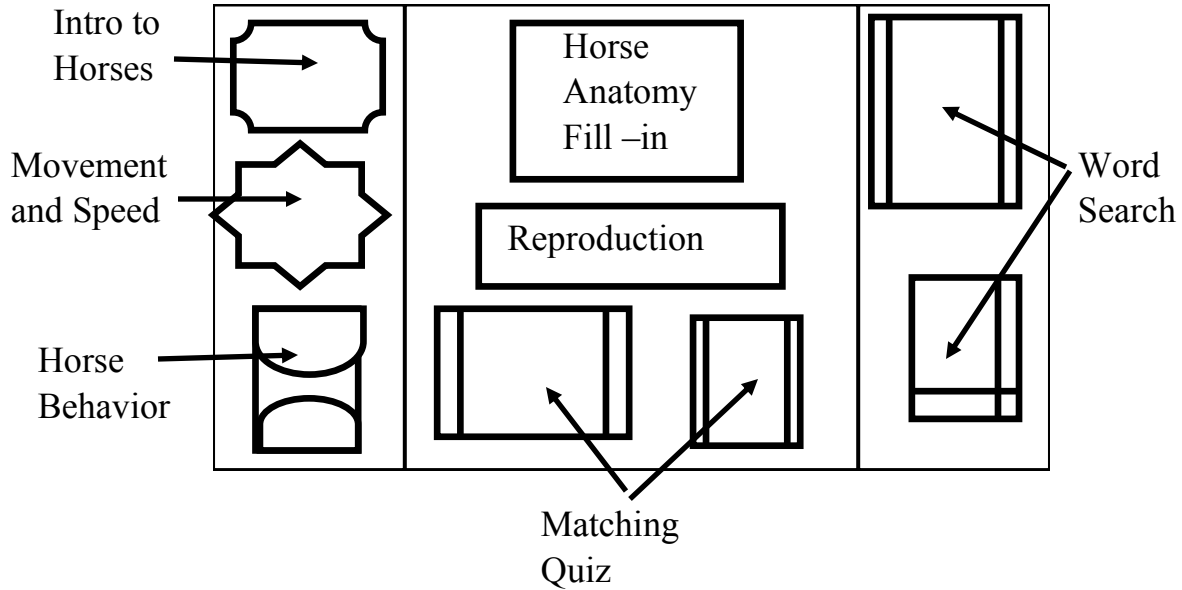 Intro to
Horses
Movement
and Speed
Horse
Behavior
Horse
Anatomy
Fill –in
Reproduction
Matching
Quiz
Word
Search